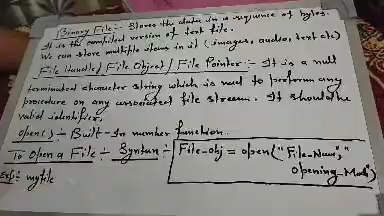 Binary File:- Stores the data in a sequence of bytes.
It is the compiled version of text file.
We can store multiple items in it (images, audio, text etc)
File Handle/ File Object/ File Pointer :- It is a null
terminated character string which is used to perform any
procedure on any associated file stream. It should be
valid identifier.
open() :- Built-In number function.
To open a File :- Syntax :-
File-obj = open("File-Name",
"Opening-Mode")
Exp:- myfile